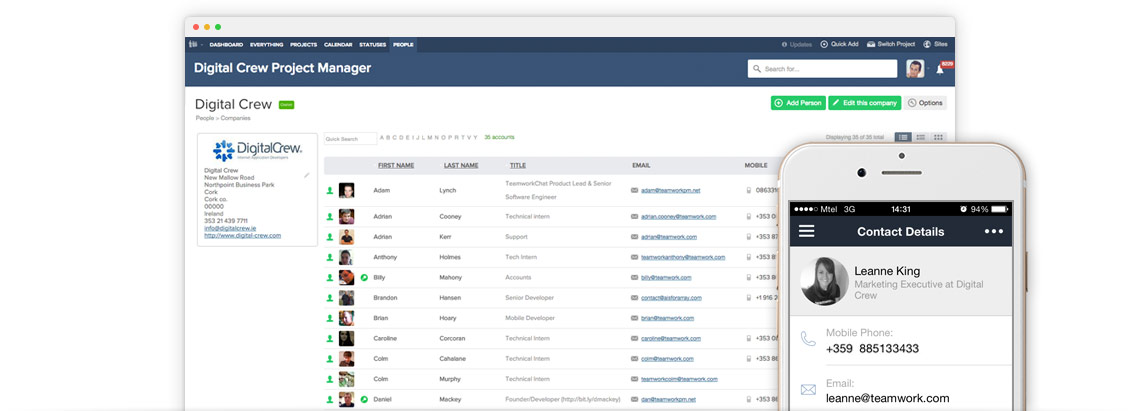 DASHBOARD EVERYTHING PROJECTS CALENDAR STATUSES PEOPLE Updates Quick Add Switch Project Sites
Digital Crew Project Manager
Search for...
Digital Crew
Add Person Edit this company Options
People » Companies
Quick Search A B C D E I J L M N O P R T V Y 35 accounts Displaying 35 of 35 total
DigitalCrew
Internet Application Developers
Digital Crew
New Mallow Road
Northpoint Business Park
Cork
Cork co.
00000
Ireland
353 21 439 7711
info@digitalcrew.ie
http://www.digital-crew.com
FIRST NAME LAST NAME TITLE EMAIL MOBILE
Adam Lynch TeamworkChat Product Lead & Senior Software Engineer adam@teamworkpm.net 0863319
Adrian Cooney Technical Intern adrian.cooney@teamwork.com +353 0
Adrian Kerr Support adrian@teamwork.com +353 87
Anthony Holmes Tech Intern teamworkanthony@teamwork.com +353 8
Billy Mahony Accounts billy@teamwork.com +353 86
Brandon Hansen Senior Developer contact@aisforarray.com +1 916 2
Brian Hoary Mobile Developer brian@teamwork.com
Caroline Corcoran Technical Intern caroline@teamwork.com +353 08
Colm Cahalane Technical Intern colm@teamwork.com +353 86
Colm Murphy Technical Intern teamworkcolm@teamwork.com
Daniel Mackey Founder/Developer (http://bit.ly/dmackey) dan@teamworkpm.net +353 8
Mtel 3G 14:31 94%
Contact Details
Leanne King
Marketing Executive at Digital
Crew
Mobile Phone:
+359 885133433
Email:
leanne@teamwork.com